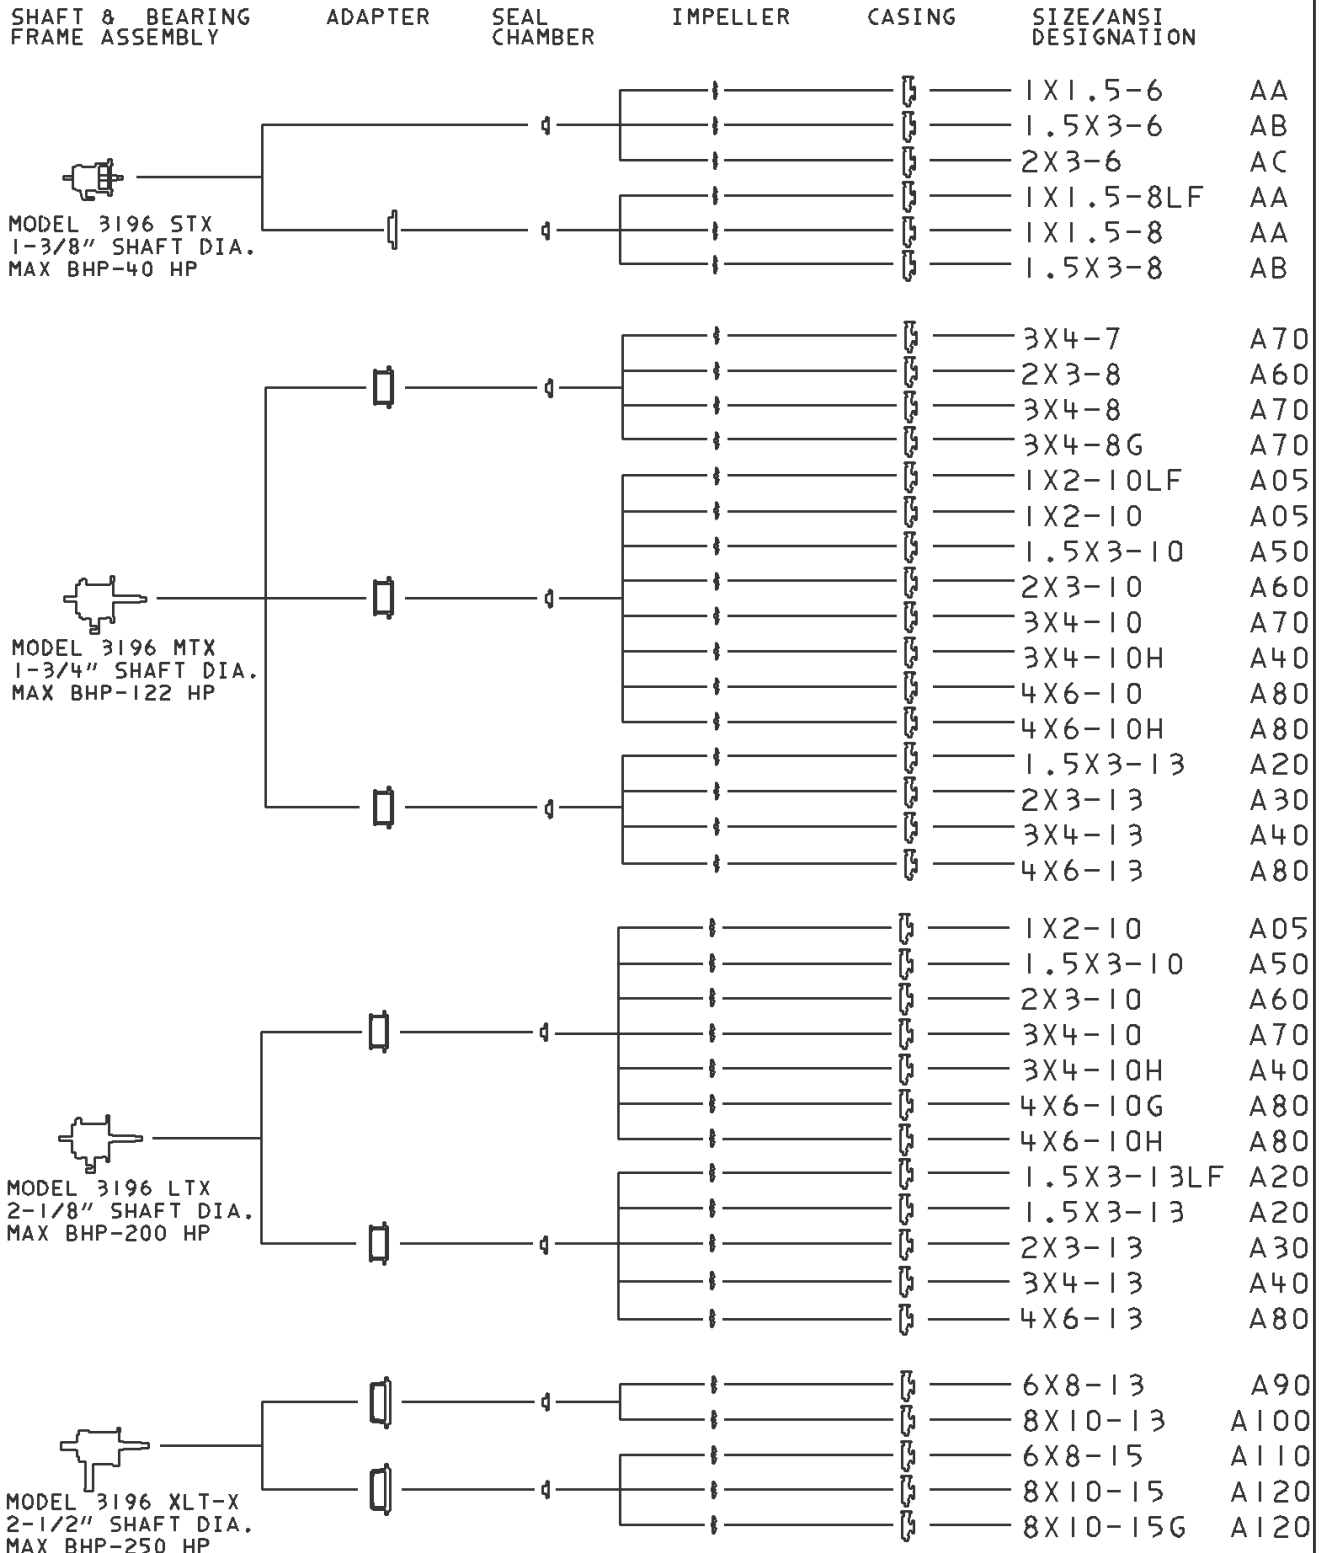 SHAFT & BEARING
FRAME ASSEMBLY
ADAPTER
SEAL
CHAMBER
IMPELLER
CASING
SIZE/ANSI
DESIGNATION
1X1.5-6 AA
1.5X3-6 AB
2X3-6 AC
1X1.5-8LF AA
1X1.5-8 AA
1.5X3-8 AB
MODEL 3196 STX
1-3/8" SHAFT DIA.
MAX BHP-40 HP
3X4-7 A70
2X3-8 A60
3X4-8 A70
3X4-8G A70
1X2-10LF A05
1X2-10 A05
1.5X3-10 A50
2X3-10 A60
3X4-10 A70
3X4-10H A40
4X6-10 A80
4X6-10H A80
1.5X3-13 A20
2X3-13 A30
3X4-13 A40
4X6-13 A80
MODEL 3196 MTX
1-3/4" SHAFT DIA.
MAX BHP-122 HP
1X2-10 A05
1.5X3-10 A50
2X3-10 A60
3X4-10 A70
3X4-10H A40
4X6-10G A80
4X6-10H A80
1.5X3-13LF A20
1.5X3-13 A20
2X3-13 A30
3X4-13 A40
4X6-13 A80
MODEL 3196 LTX
2-1/8" SHAFT DIA.
MAX BHP-200 HP
6X8-13 A90
8X10-13 A100
6X8-15 A110
8X10-15 A120
8X10-15G A120
MODEL 3196 XLT-X
2-1/2" SHAFT DIA.
MAX BHP-250 HP